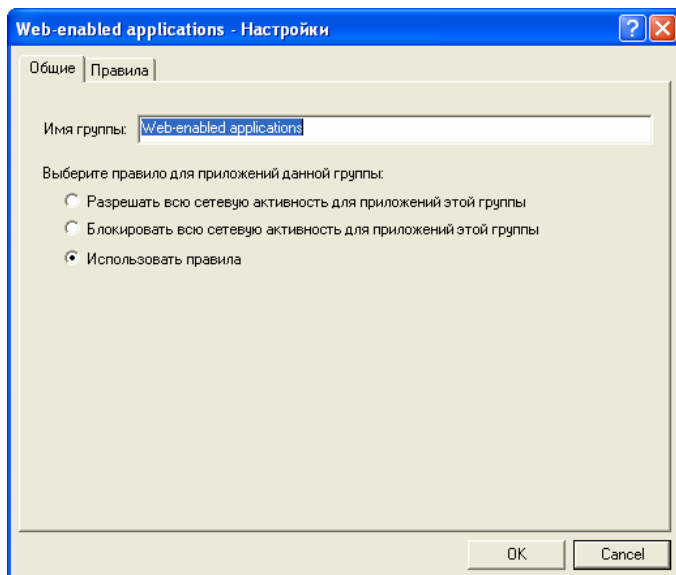 Web-enabled applications - Настройки
Общие Правила
Имя группы: Web-enabled applications
Выберите правило для приложений данной группы:
Разрешать всю сетевую активность для приложений этой группы
Блокировать всю сетевую активность для приложений этой группы
Использовать правила
OK Cancel